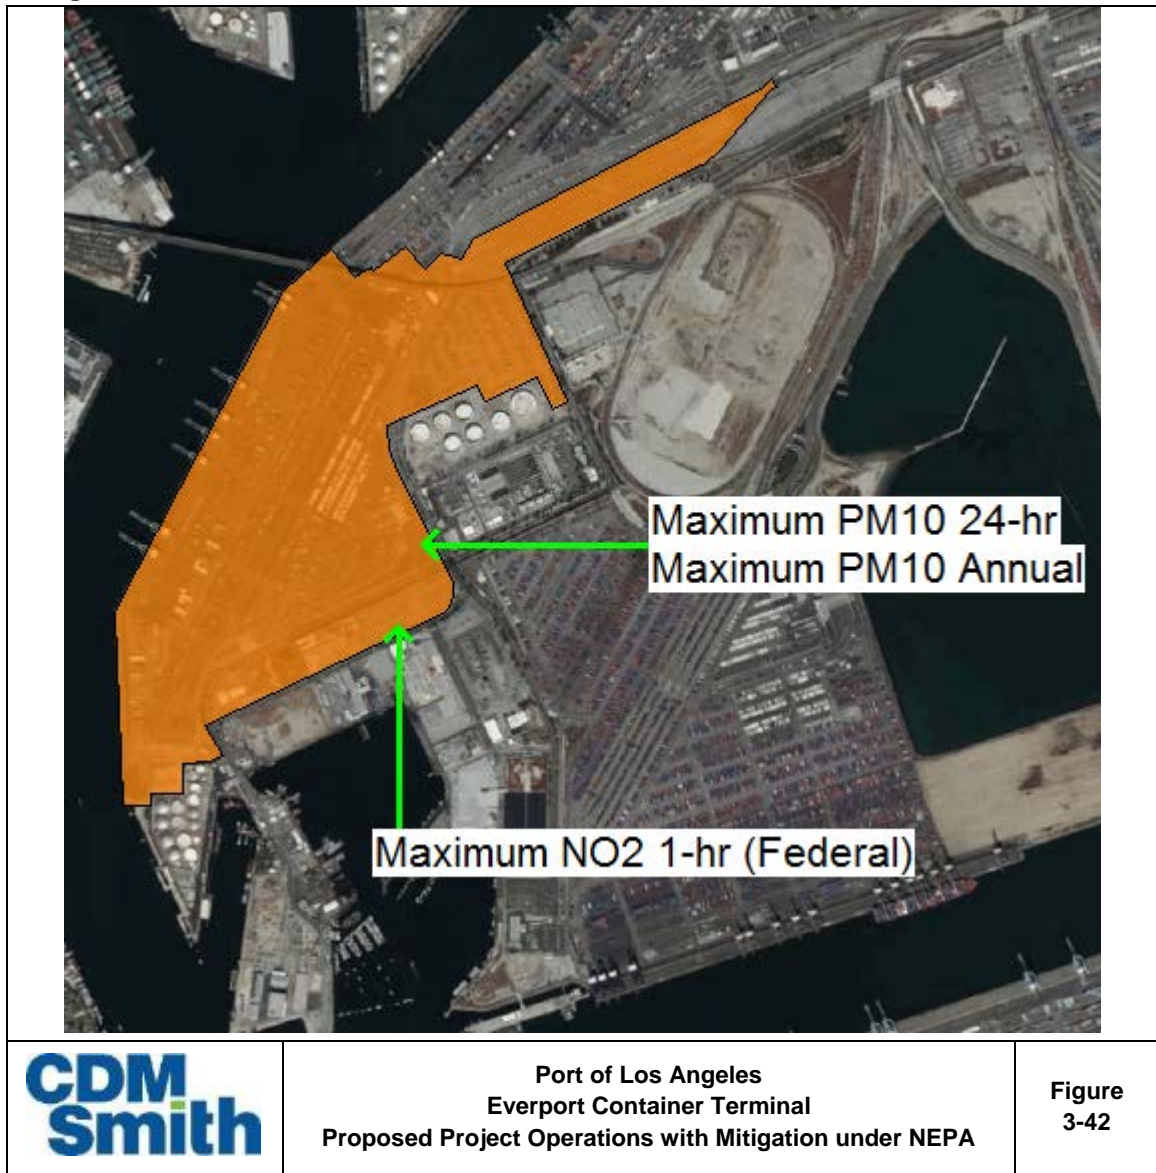 Maximum PM10 24-hr
Maximum PM10 Annual
Maximum NO2 1-hr (Federal)
CDM
Smith
Port of Los Angeles
Everport Container Terminal
Proposed Project Operations with Mitigation under NEPA
Figure
3-42